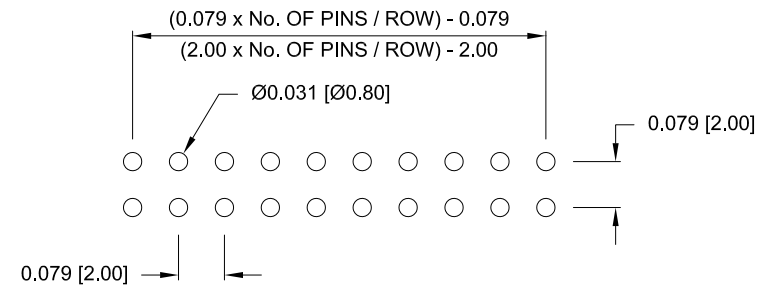 (0.079 x No. OF PINS / ROW) - 0.079
(2.00 x No. OF PINS / ROW) - 2.00
Ø0.031 [Ø0.80]
0.079 [2.00]
0.079 [2.00]